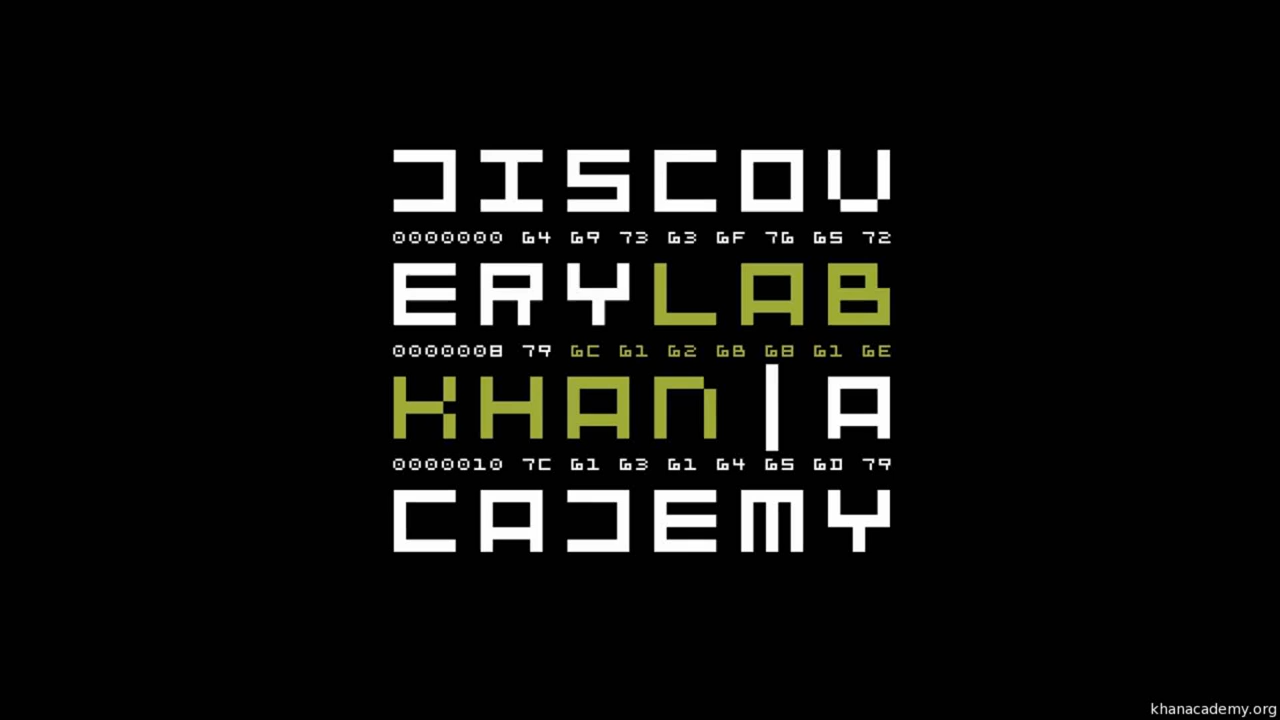 DISCOV
0000000 64 69 73 63 6F 76 65 72
ERYLAB
0000008 79 6C 61 62 6B 68 61 6E
KHAN|A
0000010 7C 61 63 61 64 65 6D 79
CADEMY
khanacademy.org